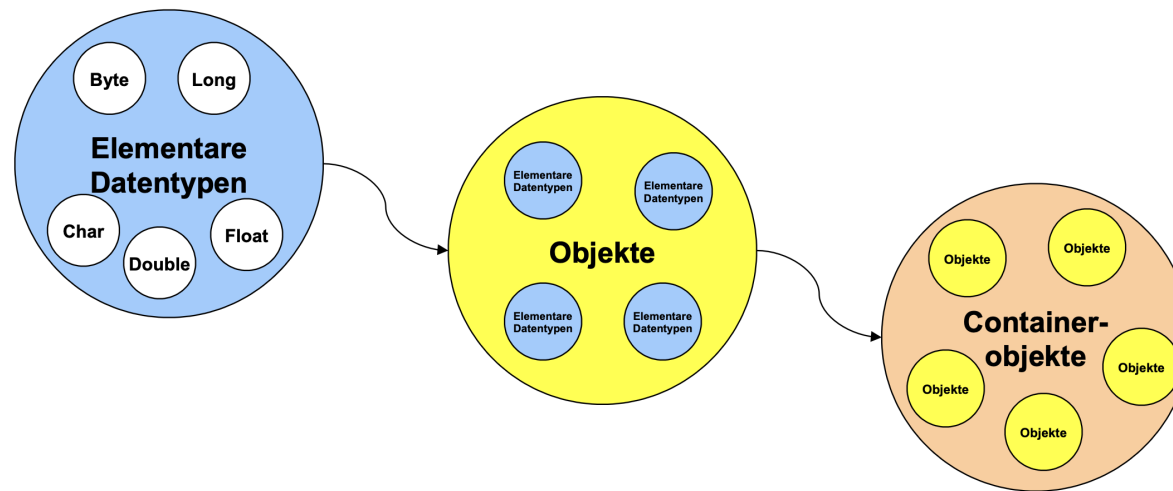 Byte
Long
Elementare
Datentypen
Char
Double
Float
Elementare
Datentypen
Elementare
Datentypen
Objekte
Elementare
Datentypen
Elementare
Datentypen
Objekte
Objekte
Container-
objekte
Objekte
Objekte
Objekte